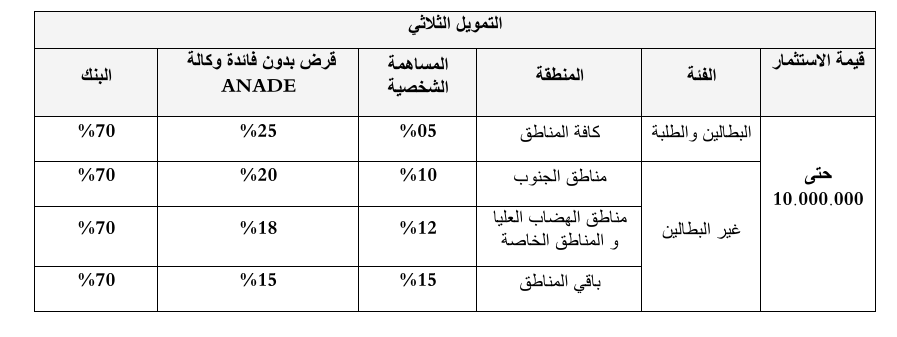 التمويل الثلاثي
قيمة الاستثمار
الفئة
المنطقة
المساهمة
الشخصية
قرض بدون فائدة وكالة
ANADE
البنك
حتى
10.000.000
البطالين والطلبة
كافة المناطق
%05
%25
%70
غير البطالين
مناطق الجنوب
%10
%20
%70
مناطق الهضاب العليا
و المناطق الخاصة
%12
%18
%70
باقي المناطق
%15
%15
%70